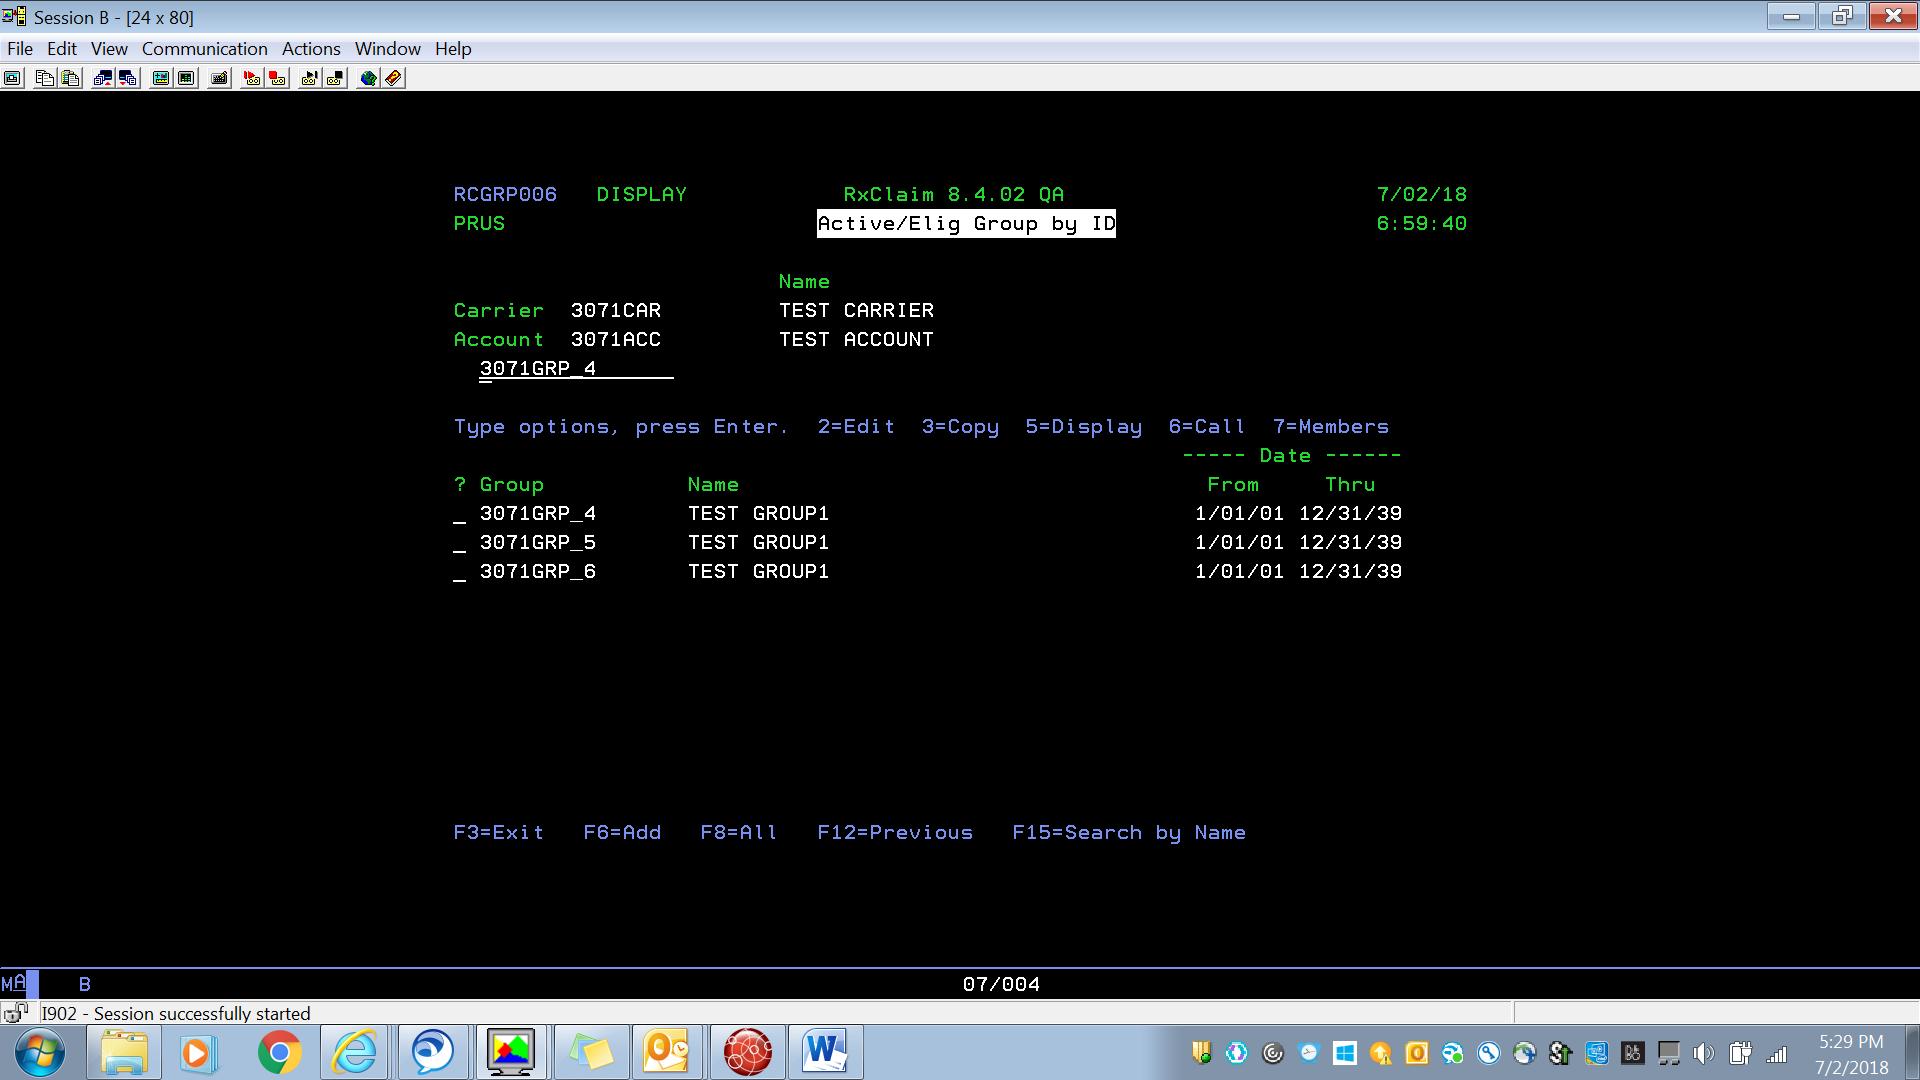 Session B - [24 x 80]
File Edit View Communication Actions Window Help
RCGRP006 DISPLAY RxClaim 8.4.02 QA 7/02/18
PRUS Active/Elig Group by ID 6:59:40
Name
Carrier 3071CAR TEST CARRIER
Account 3071ACC TEST ACCOUNT
3071GRP_4
Type options, press Enter. 2=Edit 3=Copy 5=Display 6=Call 7=Members
----- Date ------
? Group Name From Thru
_ 3071GRP_4 TEST GROUP1 1/01/01 12/31/39
_ 3071GRP_5 TEST GROUP1 1/01/01 12/31/39
_ 3071GRP_6 TEST GROUP1 1/01/01 12/31/39
F3=Exit F6=Add F8=All F12=Previous F15=Search by Name
MA B 07/004
I902 - Session successfully started
5:29 PM
7/2/2018